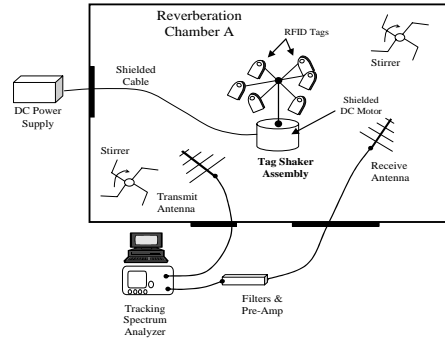 Reverberation
Chamber A
RFID Tags
Stirrer
Shielded
Cable
DC Power
Supply
Shielded
DC Motor
Stirrer
Tag Shaker
Assembly
Receive
Antenna
Transmit
Antenna
Tracking
Spectrum
Analyzer
Filters &
Pre-Amp